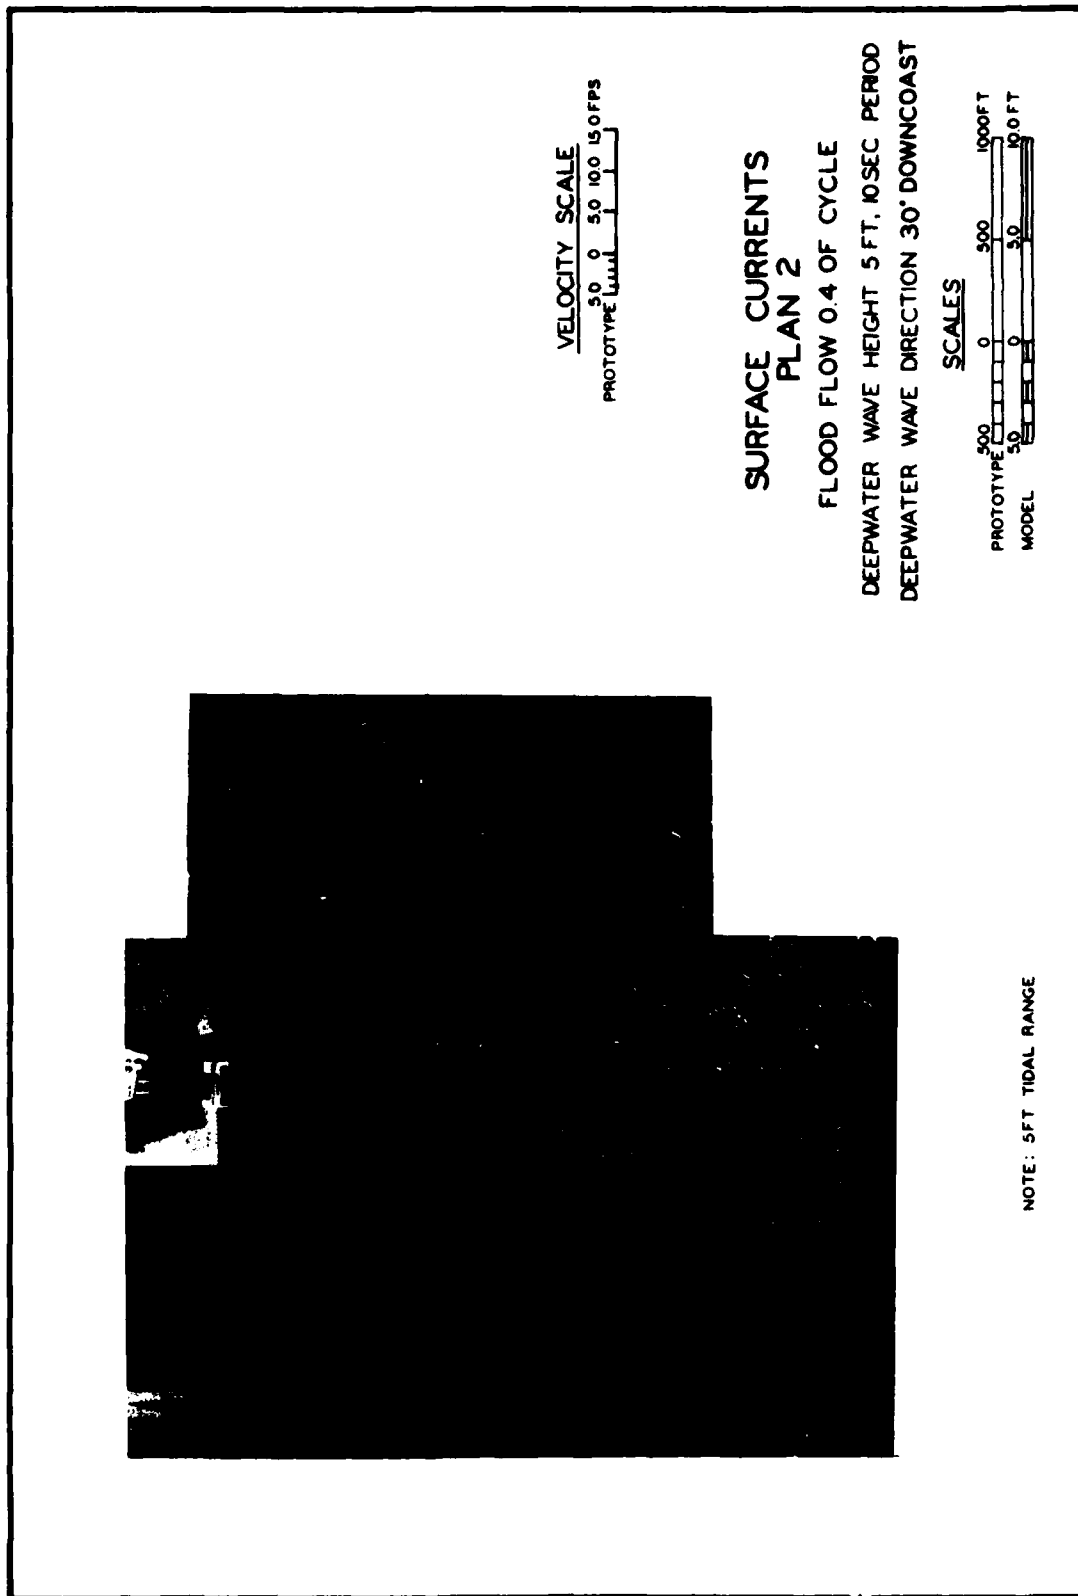 VELOCITY SCALE
5.0 0 5.0 10.0 15.0 FPS
PROTOTYPE
SURFACE CURRENTS
PLAN 2
FLOOD FLOW 0.4 OF CYCLE
DEEPWATER WAVE HEIGHT 5 FT, 10 SEC PERIOD
DEEPWATER WAVE DIRECTION 30° DOWNCOAST
SCALES
500 0 500 1000 FT
PROTOTYPE
5.0 0 5.0 10.0 FT
MODEL
NOTE: 5FT TIDAL RANGE